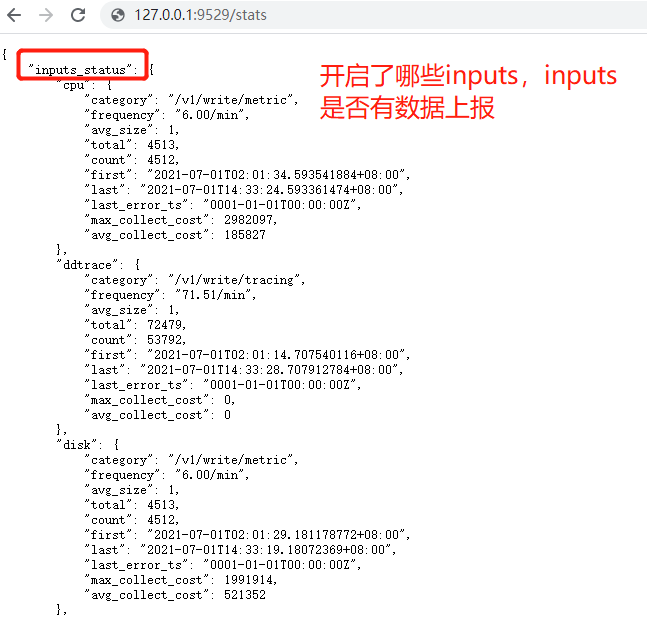 127.0.0.1:9529/stats
{
"inputs_status": {
"cpu": {
"category": "/v1/write/metric",
"frequency": "6.00/min",
"avg_size": 1,
"total": 4513,
"count": 4512,
"first": "2021-07-01T02:01:34.593541884+08:00",
"last": "2021-07-01T14:33:24.593361474+08:00",
"last_error_ts": "0001-01-01T00:00:00Z",
"max_collect_cost": 2982097,
"avg_collect_cost": 185827
},
"ddtrace": {
"category": "/v1/write/tracing",
"frequency": "71.51/min",
"avg_size": 1,
"total": 72479,
"count": 53792,
"first": "2021-07-01T02:01:14.707540116+08:00",
"last": "2021-07-01T14:33:28.707912784+08:00",
"last_error_ts": "0001-01-01T00:00:00Z",
"max_collect_cost": 0,
"avg_collect_cost": 0
},
"disk": {
"category": "/v1/write/metric",
"frequency": "6.00/min",
"avg_size": 1,
"total": 4513,
"count": 4512,
"first": "2021-07-01T02:01:29.181178772+08:00",
"last": "2021-07-01T14:33:19.18072369+08:00",
"last_error_ts": "0001-01-01T00:00:00Z",
"max_collect_cost": 1991914,
"avg_collect_cost": 521352
},
开启了哪些inputs，inputs
是否有数据上报